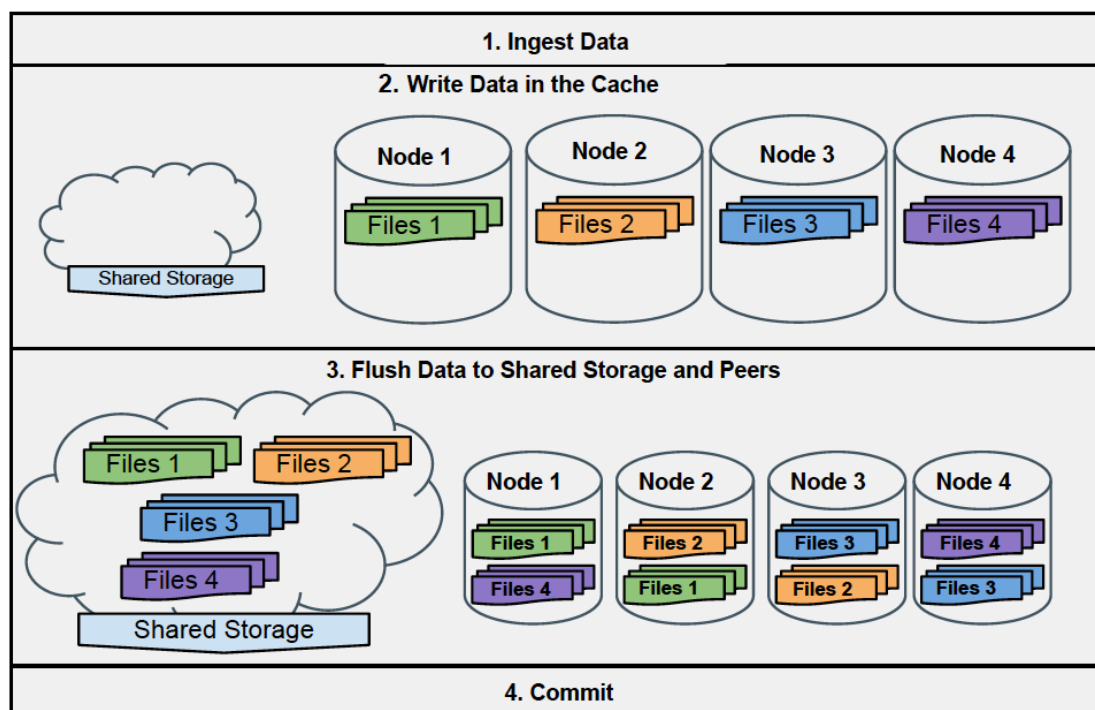 1. Ingest Data
2. Write Data in the Cache
Node 1
Node 2
Node 3
Node 4
Files 1
Files 2
Files 3
Files 4
Shared Storage
3. Flush Data to Shared Storage and Peers
Files 1
Files 2
Files 3
Files 4
Shared Storage
Node 1
Node 2
Node 3
Node 4
Files 1
Files 2
Files 3
Files 4
Files 4
Files 1
Files 2
Files 3
4. Commit